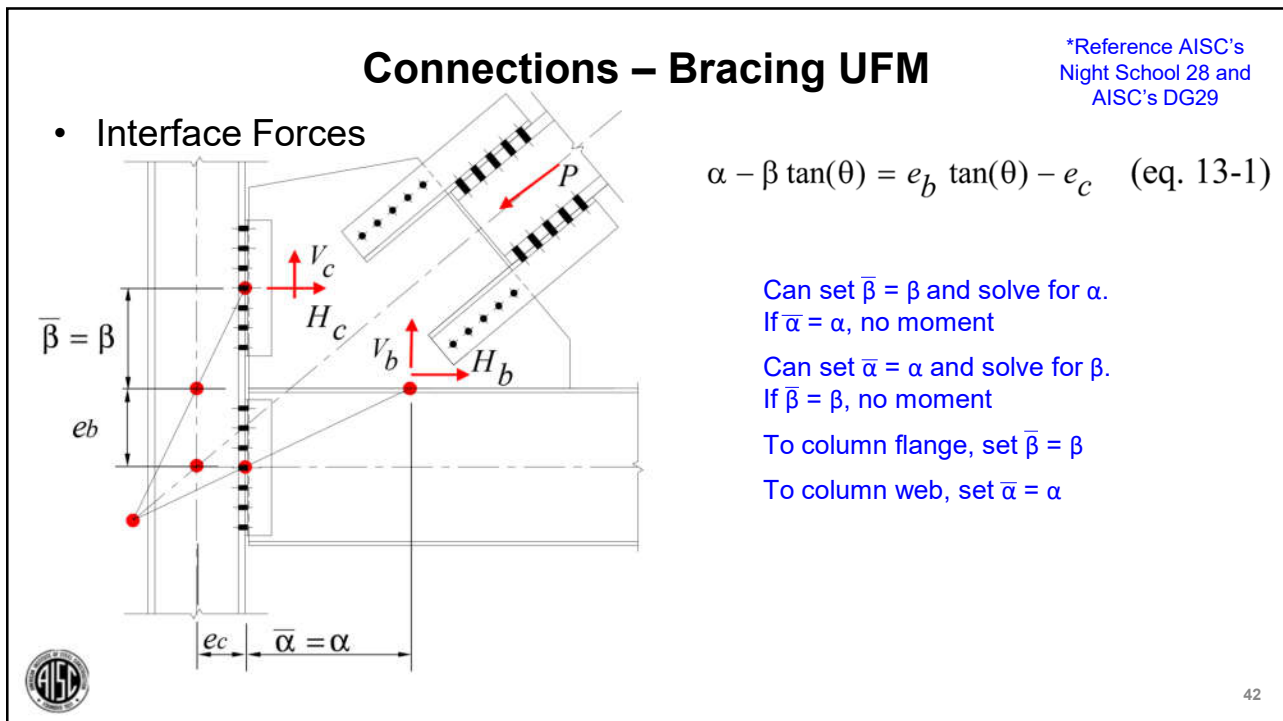 Connections – Bracing UFM
*Reference AISC's
Night School 28 and
AISC's DG29
• Interface Forces
α – β tan(θ) = e_b tan(θ) – e_c (eq. 13-1)
P
V_c
H_c
β̅ = β
V_b
H_b
e_b
Can set β̅ = β and solve for α.
If α̅ = α, no moment
Can set α̅ = α and solve for β.
If β̅ = β, no moment
To column flange, set β̅ = β
To column web, set α̅ = α
e_c
α̅ = α
AISC
42